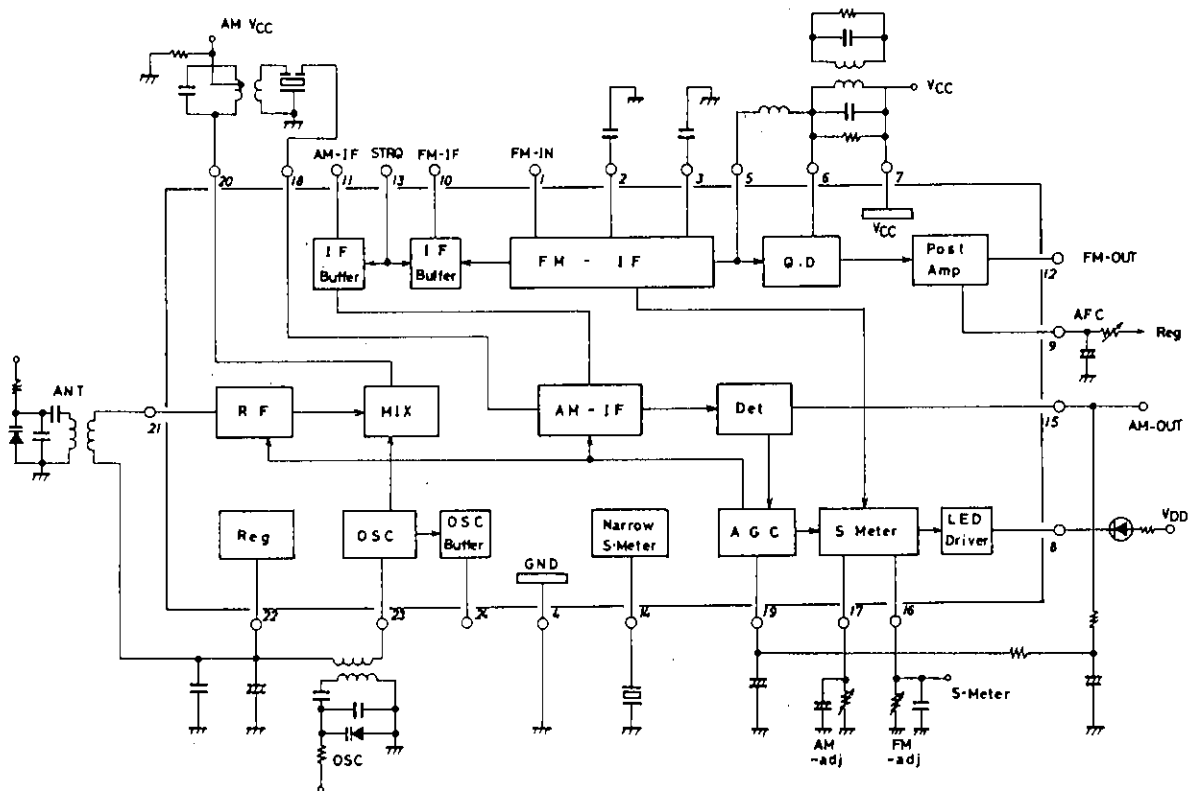 AM VCC
VCC
AM-IF
STRQ
FM-IF
FM-IN
20
18
11
13
10
1
2
3
5
6
7
VCC
IF
Buffer
IF
Buffer
FM - IF
Q.D
Post
Amp
12
FM-OUT
AFC
9
Reg
ANT
21
RF
MIX
AM-IF
Det
15
AM-OUT
Reg
OSC
OSC
Buffer
Narrow
S·Meter
AGC
S Meter
LED
Driver
8
VDD
GND
22
23
24
4
14
19
17
16
S-Meter
OSC
AM
-adj
FM
-adj